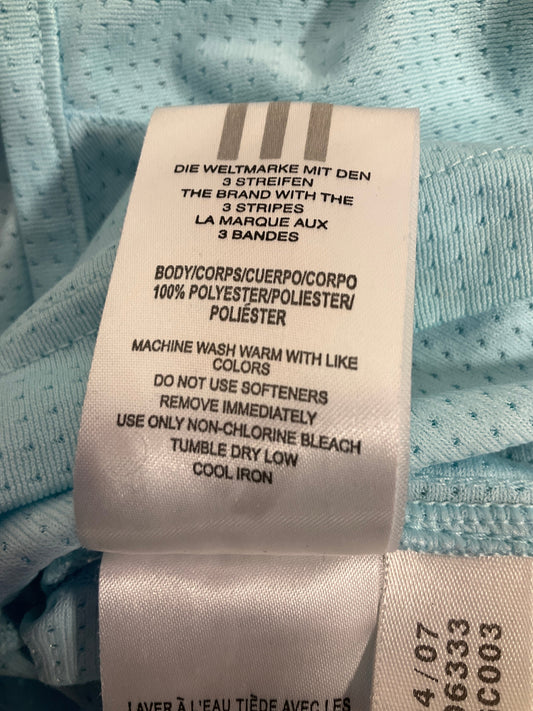 DIE WELTMARKE MIT DEN
3 STREIFEN
THE BRAND WITH THE
3 STRIPES
LA MARQUE AUX
3 BANDES
BODY/CORPS/CUERPO/CORPO
100% POLYESTER/POLIESTER/
POLIÉSTER
MACHINE WASH WARM WITH LIKE
COLORS
DO NOT USE SOFTENERS
REMOVE IMMEDIATELY
USE ONLY NON-CHLORINE BLEACH
TUMBLE DRY LOW
COOL IRON
LAVER À L'EAU TIÈDE AVEC LES
4/07
06333
C003